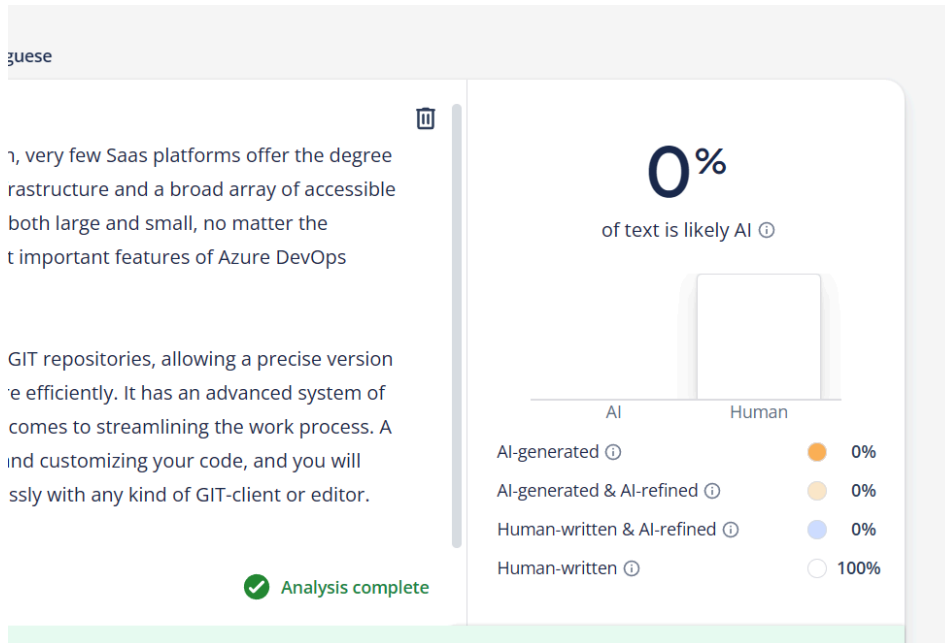 guese
, very few Saas platforms offer the degree
rastructure and a broad array of accessible
both large and small, no matter the
t important features of Azure DevOps
GIT repositories, allowing a precise version
e efficiently. It has an advanced system of
comes to streamlining the work process. A
nd customizing your code, and you will
ssly with any kind of GIT-client or editor.
Analysis complete
0%
of text is likely AI
AI Human
AI-generated 0%
AI-generated & AI-refined 0%
Human-written & AI-refined 0%
Human-written 100%